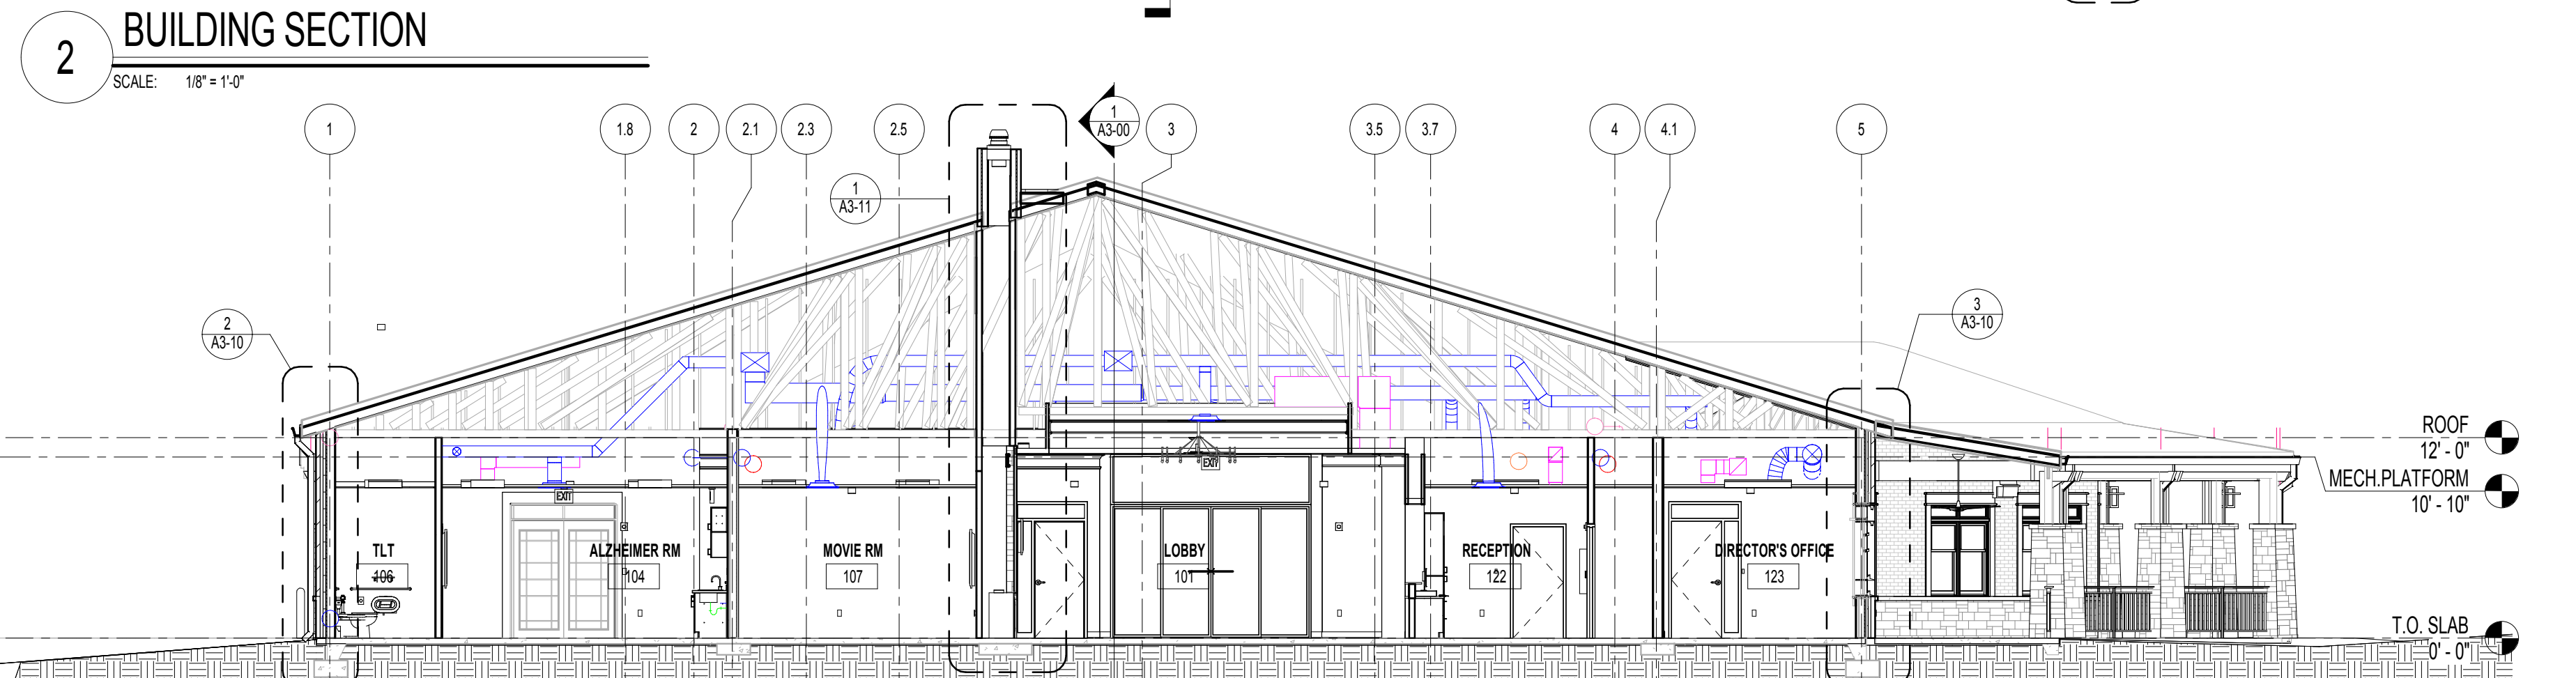 2
BUILDING SECTION
SCALE: 1/8" = 1'-0"
1
1.8
2
2.1
2.3
2.5
1
A3-00
3
3.5
3.7
4
4.1
5
1
A3-11
2
A3-10
3
A3-10
ROOF
12' - 0"
MECH.PLATFORM
10' - 10"
EXIT
EXIT
TLT
106
ALZHEIMER RM
104
MOVIE RM
107
LOBBY
101
RECEPTION
122
DIRECTOR'S OFFICE
123
T.O. SLAB
0' - 0"